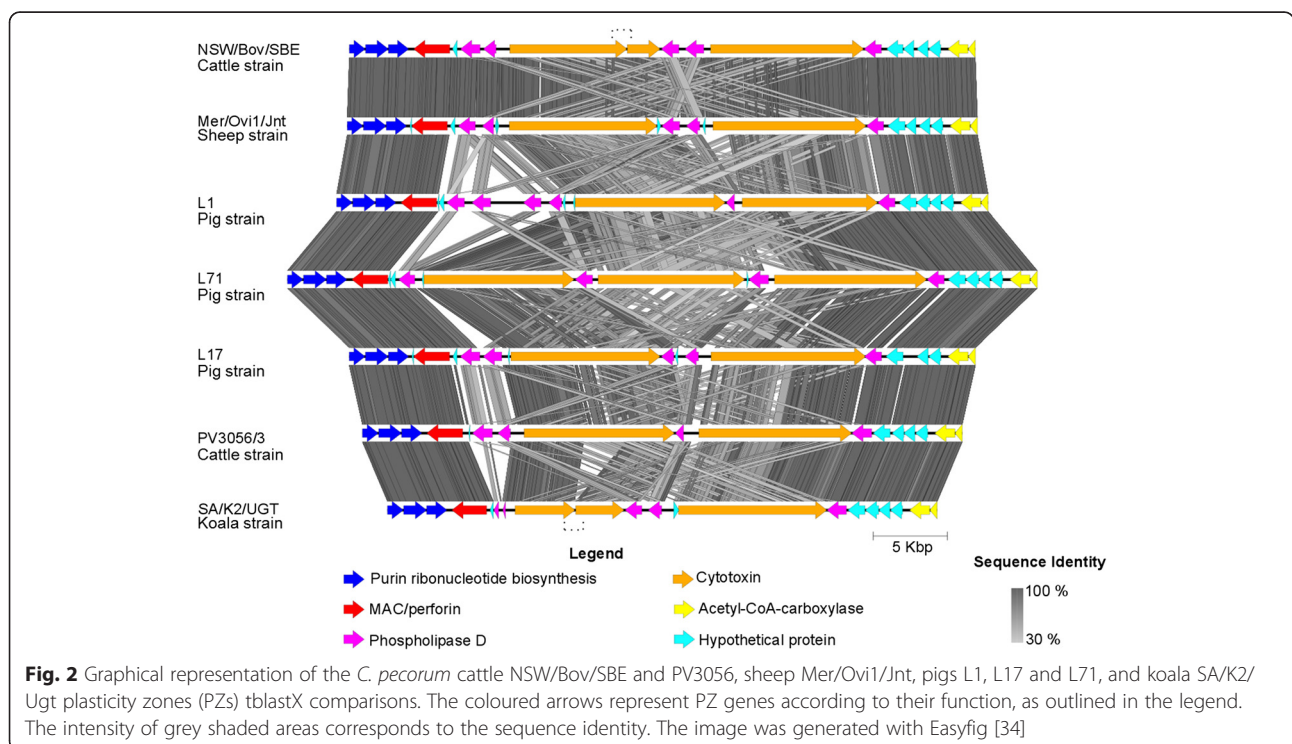 NSW/Bov/SBE
Cattle strain
Mer/Ovi1/Jnt
Sheep strain
L1
Pig strain
L71
Pig strain
L17
Pig strain
PV3056/3
Cattle strain
SA/K2/UGT
Koala strain
5 Kbp
Legend
Purin ribonucleotide biosynthesis
MAC/perforin
Phospholipase D
Cytotoxin
Acetyl-CoA-carboxylase
Hypothetical protein
Sequence Identity
100 %
30 %
Fig. 2 Graphical representation of the C. pecorum cattle NSW/Bov/SBE and PV3056, sheep Mer/Ovi1/Jnt, pigs L1, L17 and L71, and koala SA/K2/
Ugt plasticity zones (PZs) tblastX comparisons. The coloured arrows represent PZ genes according to their function, as outlined in the legend.
The intensity of grey shaded areas corresponds to the sequence identity. The image was generated with Easyfig [34]